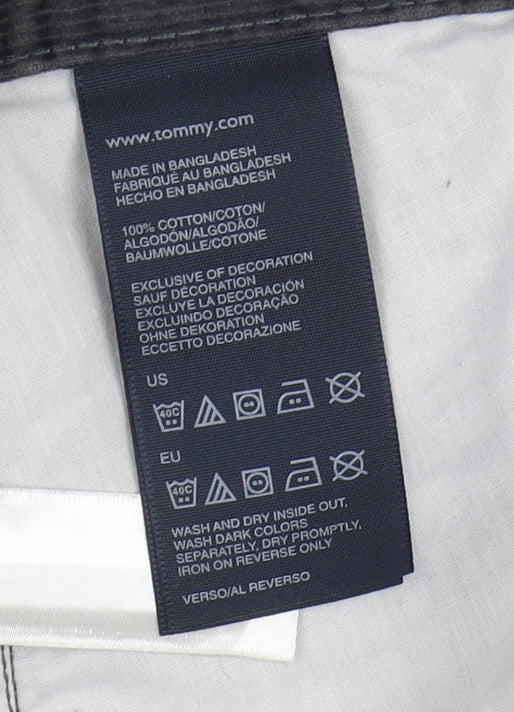 www.tommy.com
MADE IN BANGLADESH
FABRIQUÉ AU BANGLADESH
HECHO EN BANGLADESH
100% COTTON/COTON/
ALGODÓN/ALGODÃO/
BAUMWOLLE/COTONE
EXCLUSIVE OF DECORATION
SAUF DÉCORATION
EXCLUYE LA DECORACIÓN
EXCLUINDO DECORAÇÃO
OHNE DEKORATION
ECCETTO DECORAZIONE
US
40C
EU
40C
WASH AND DRY INSIDE OUT,
WASH DARK COLORS
SEPARATELY, DRY PROMPTLY,
IRON ON REVERSE ONLY
VERSO/AL REVERSO